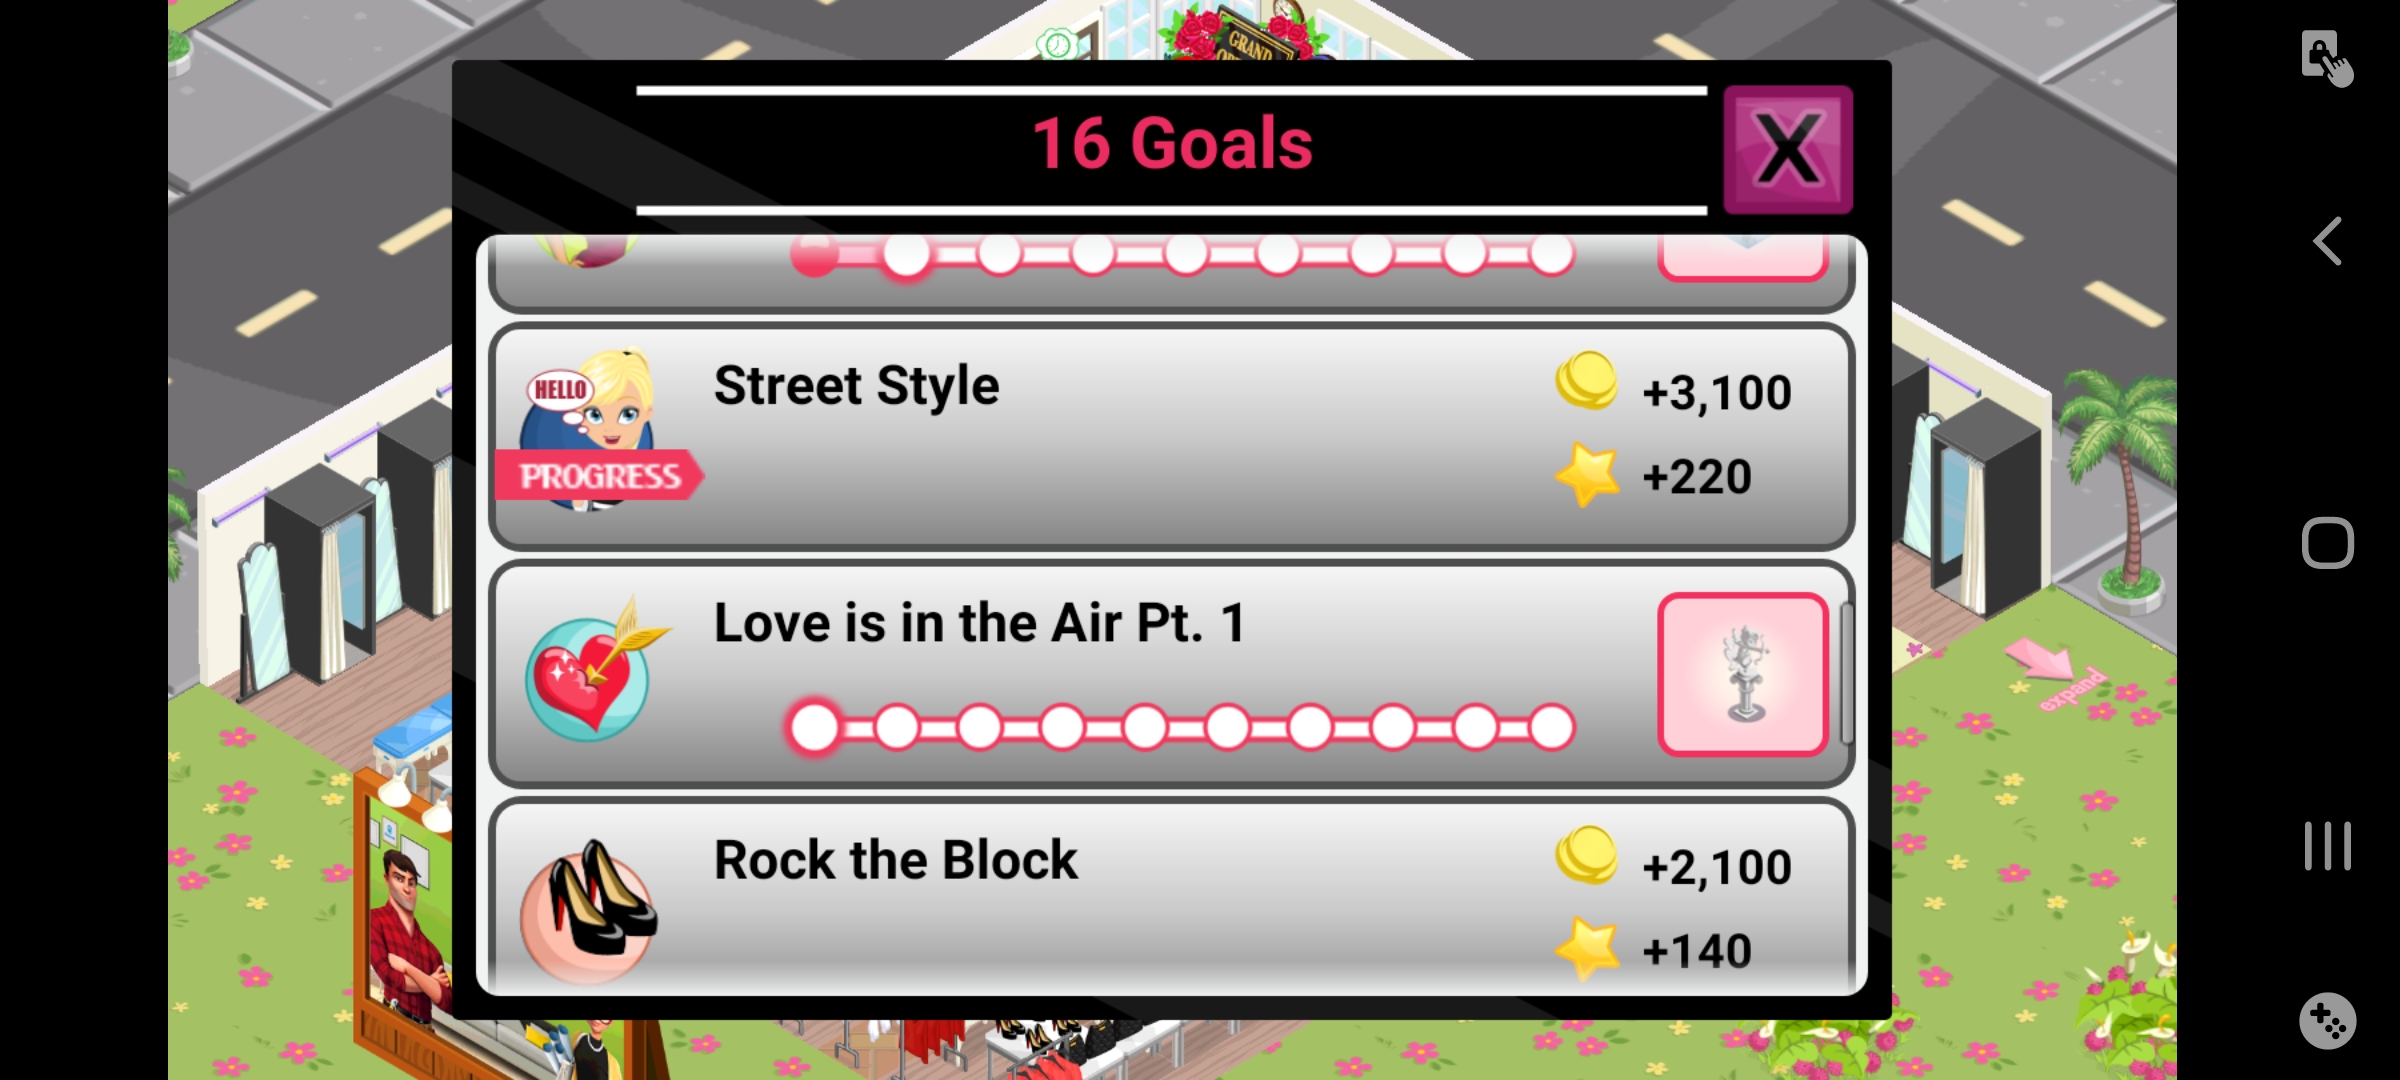 GRAND
16 Goals
X
HELLO
PROGRESS
Street Style
+3,100
+220
Love is in the Air Pt. 1
expand
Rock the Block
+2,100
+140